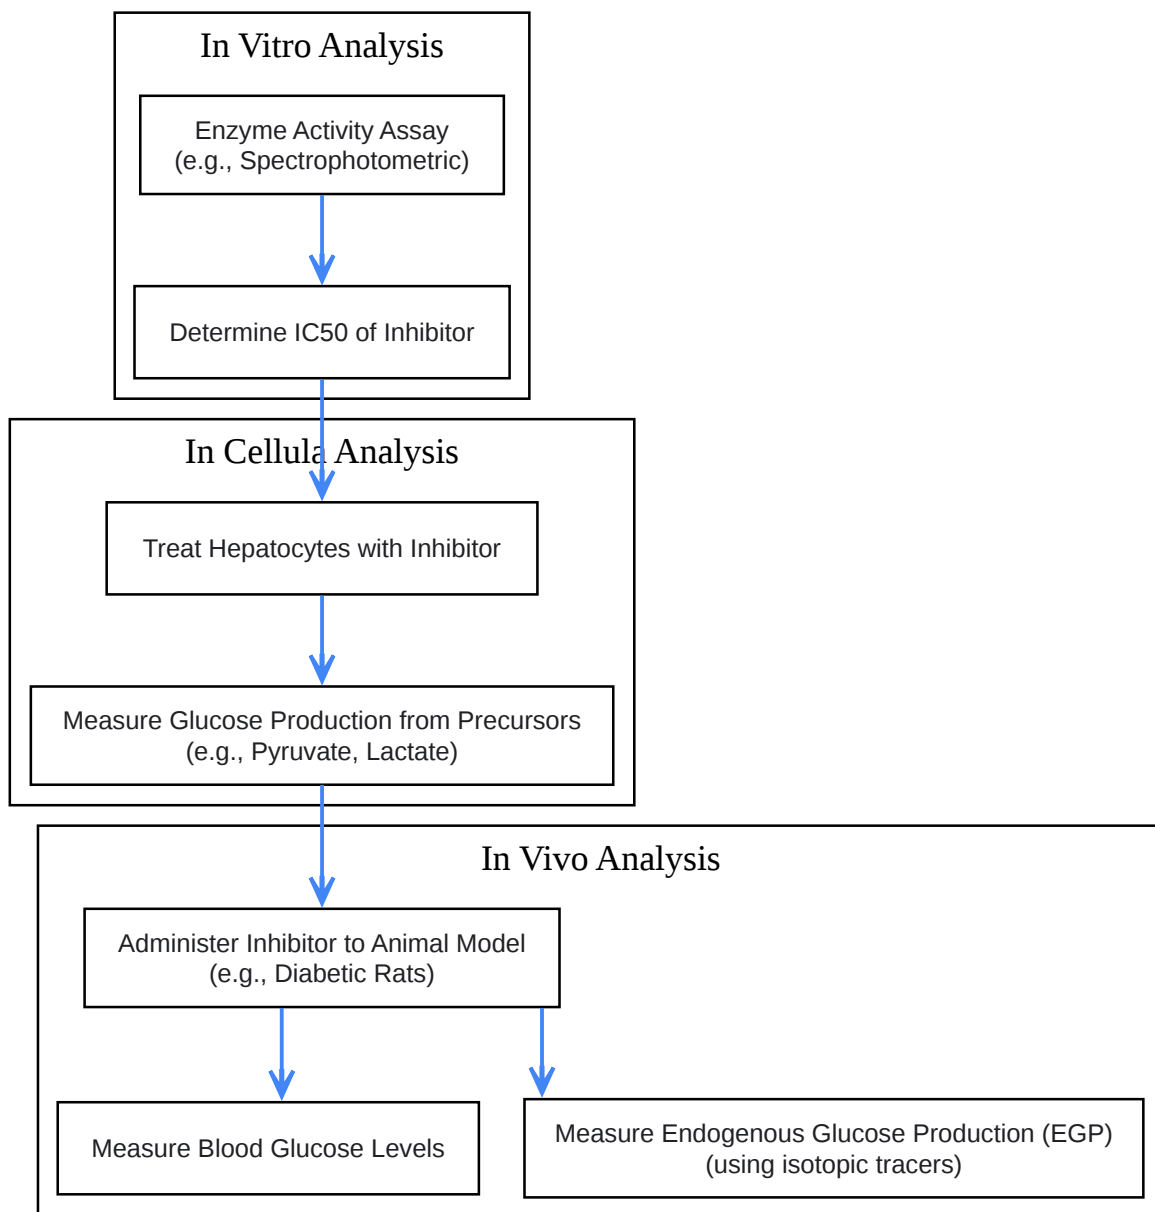 In Vitro Analysis
Enzyme Activity Assay
(e.g., Spectrophotometric)
Determine IC50 of Inhibitor
In Cellula Analysis
Treat Hepatocytes with Inhibitor
Measure Glucose Production from Precursors
(e.g., Pyruvate, Lactate)
In Vivo Analysis
Administer Inhibitor to Animal Model
(e.g., Diabetic Rats)
Measure Blood Glucose Levels
Measure Endogenous Glucose Production (EGP)
(using isotopic tracers)